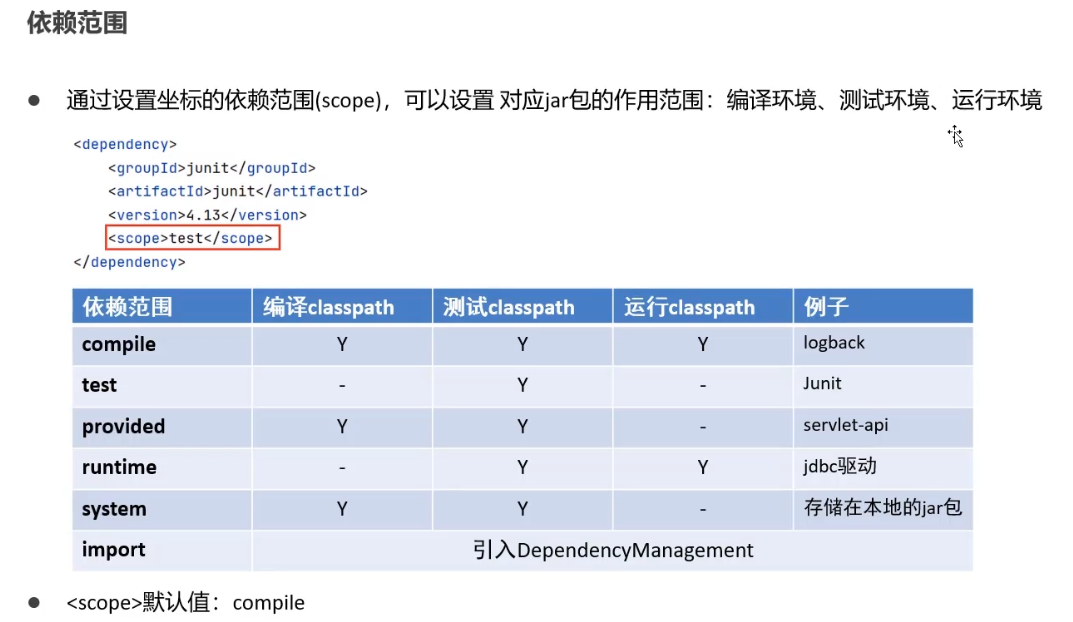 依赖范围
● 通过设置坐标的依赖范围(scope)，可以设置 对应jar包的作用范围：编译环境、测试环境、运行环境
<dependency>
    <groupId>junit</groupId>
    <artifactId>junit</artifactId>
    <version>4.13</version>
    <scope>test</scope>
</dependency>
依赖范围 编译classpath 测试classpath 运行classpath 例子
compile Y Y Y logback
test - Y - Junit
provided Y Y - servlet-api
runtime - Y Y jdbc驱动
system Y Y - 存储在本地的jar包
import 引入DependencyManagement
● <scope>默认值：compile